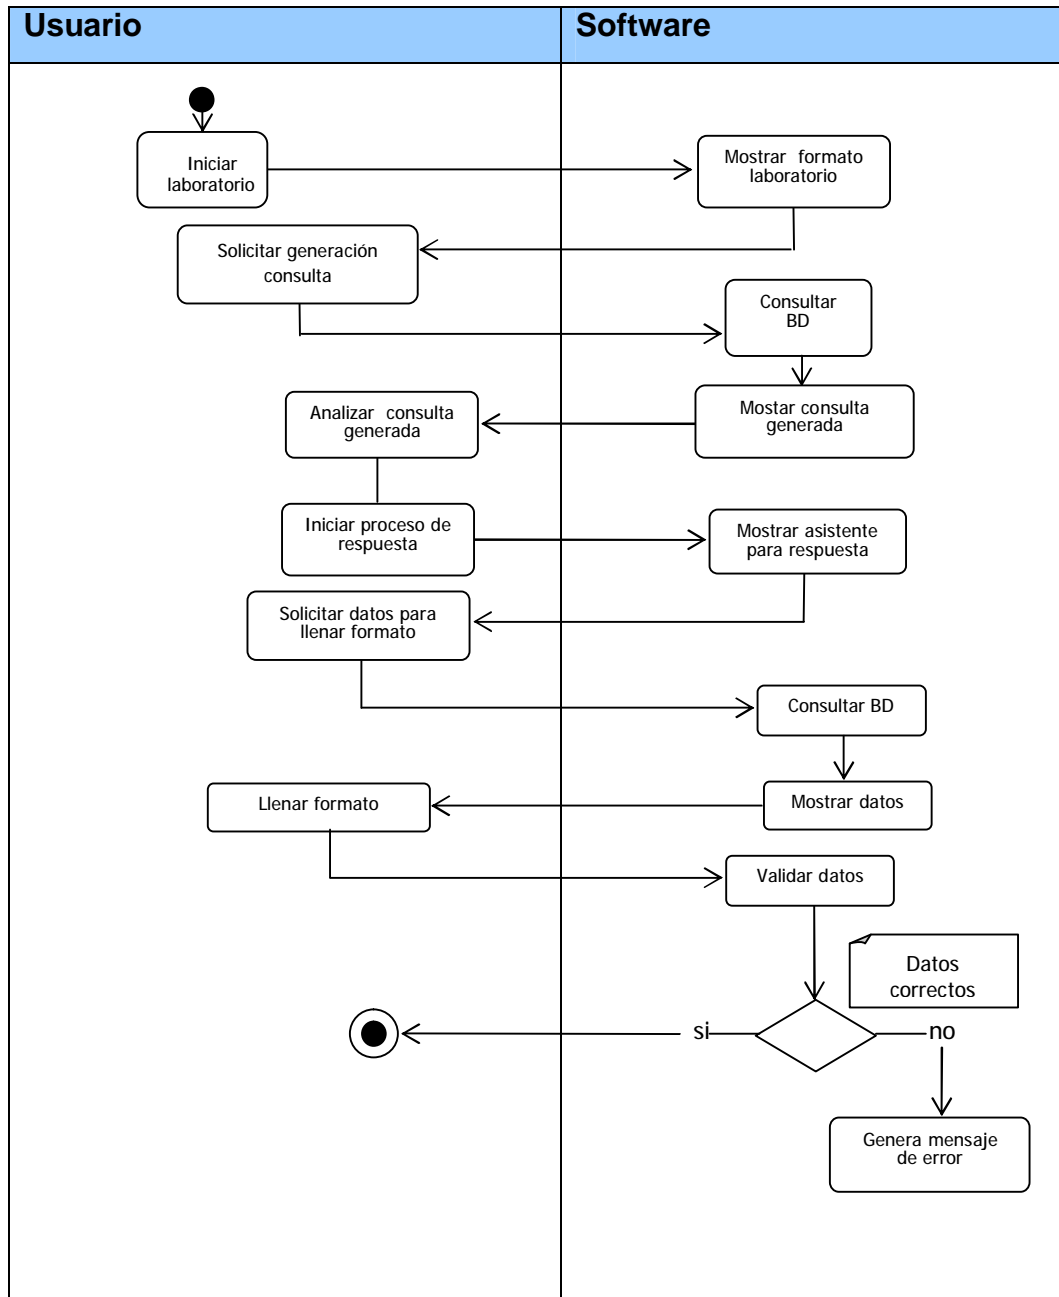 Usuario
Software
Iniciar
laboratorio
Mostrar formato
laboratorio
Solicitar generación
consulta
Consultar
BD
Analizar consulta
generada
Mostar consulta
generada
Iniciar proceso de
respuesta
Mostrar asistente
para respuesta
Solicitar datos para
llenar formato
Consultar BD
Llenar formato
Mostrar datos
Validar datos
Datos
correctos
si
no
Genera mensaje
de error